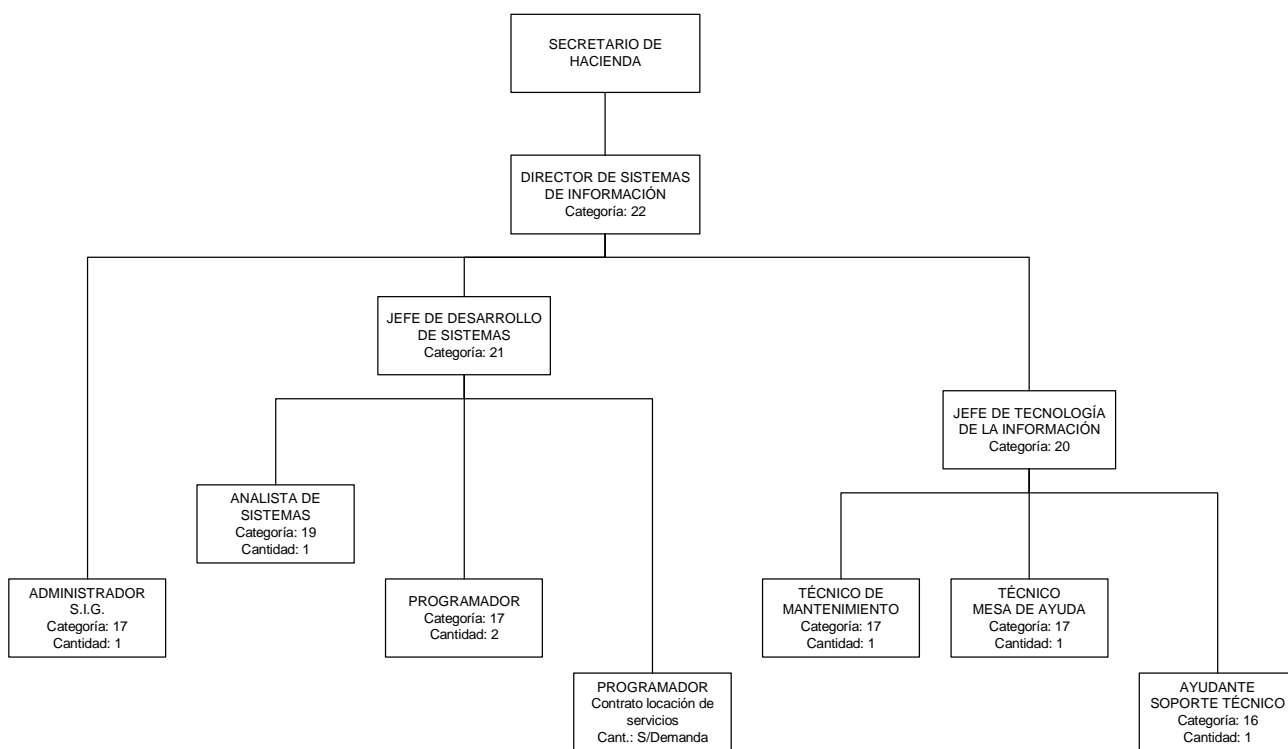 SECRETARIO DE
HACIENDA
DIRECTOR DE SISTEMAS
DE INFORMACIÓN
Categoría: 22
JEFE DE DESARROLLO
DE SISTEMAS
Categoría: 21
JEFE DE TECNOLOGÍA
DE LA INFORMACIÓN
Categoría: 20
ANALISTA DE
SISTEMAS
Categoría: 19
Cantidad: 1
ADMINISTRADOR
S.I.G.
Categoría: 17
Cantidad: 1
PROGRAMADOR
Categoría: 17
Cantidad: 2
TÉCNICO DE
MANTENIMIENTO
Categoría: 17
Cantidad: 1
TÉCNICO
MESA DE AYUDA
Categoría: 17
Cantidad: 1
PROGRAMADOR
Contrato locación de
servicios
Cant.: S/Demanda
AYUDANTE
SOPORTE TÉCNICO
Categoría: 16
Cantidad: 1